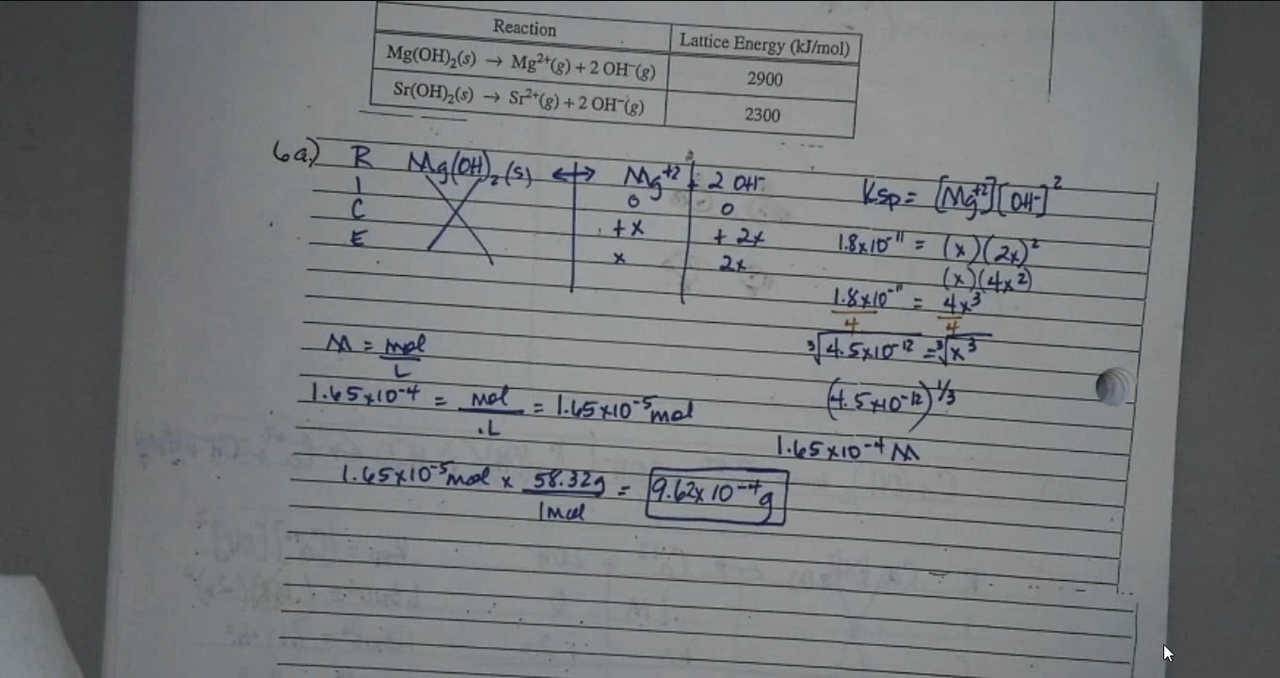 Reaction Lattice Energy (kJ/mol)
Mg(OH)₂(s) → Mg²⁺(g) + 2 OH⁻(g) 2900
Sr(OH)₂(s) → Sr²⁺(g) + 2 OH⁻(g) 2300
6a.) R Mg(OH)₂(s) ↔ Mg⁺² + 2 OH⁻
I 0 0
C +x + 2x
E x 2x
Ksp = [Mg⁺²][OH⁻]²
1.8x10⁻¹¹ = (x)(2x)²
(x)(4x²)
1.8x10⁻¹¹ = 4x³
4 4
³√4.5x10⁻¹² = ³√x³
(4.5x10⁻¹²)^1/3
1.65x10⁻⁴ M
M = mol
L
1.65x10⁻⁴ = mol = 1.65x10⁻⁵ mol
.L
1.65x10⁻⁵ mol x 58.32g = 9.62x10⁻⁴ g
1mol